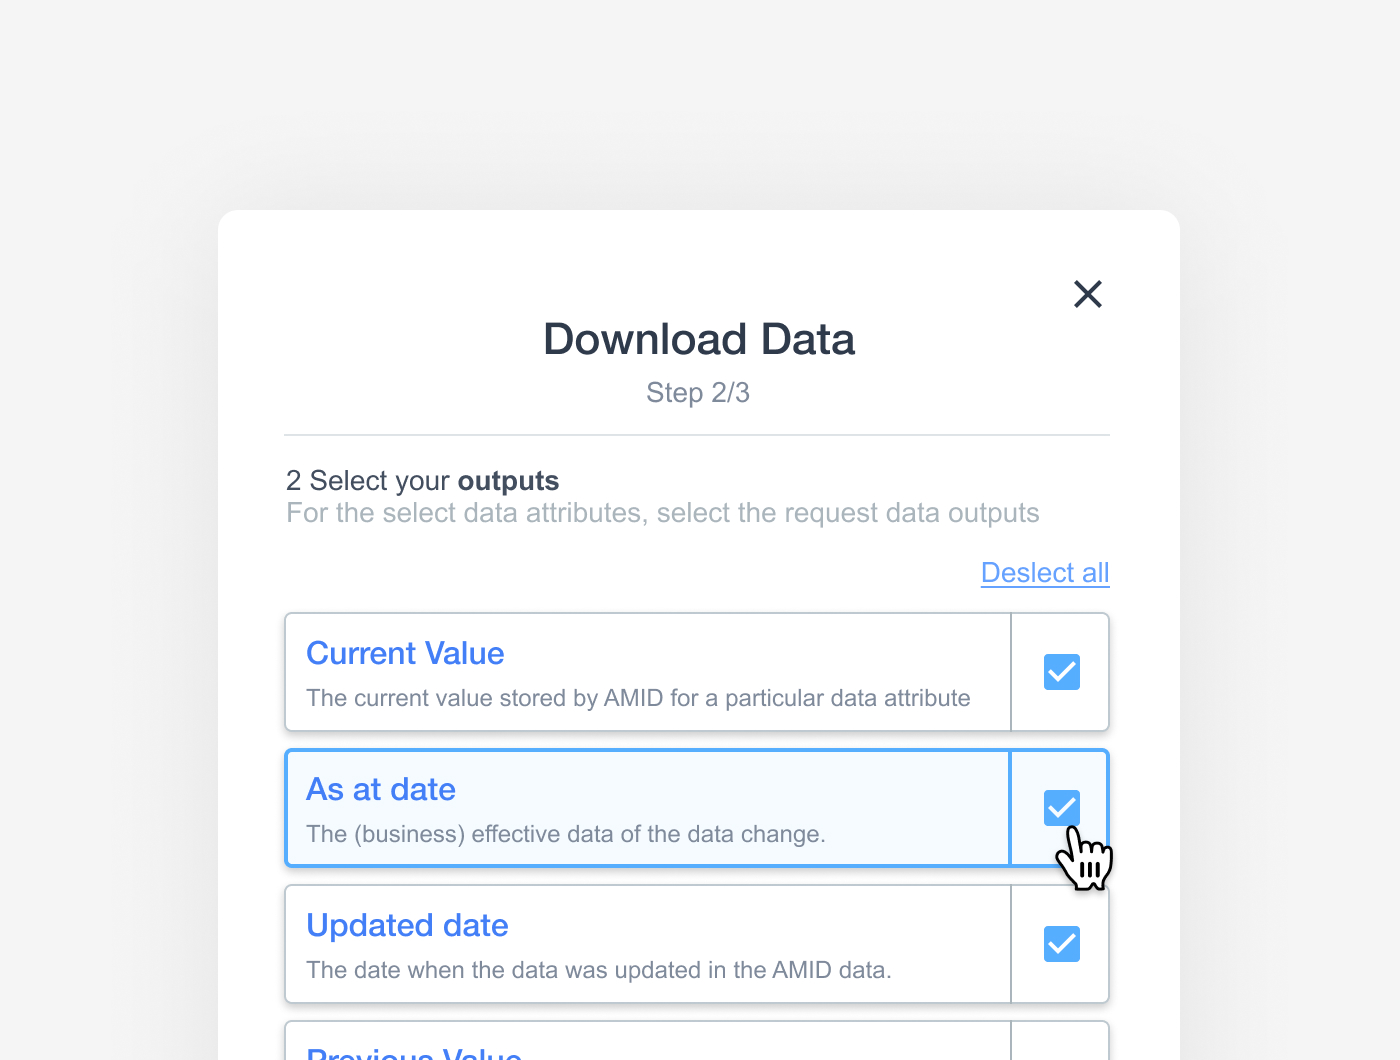 Download Data
Step 2/3
2 Select your outputs
For the select data attributes, select the request data outputs
Deslect all
Current Value
The current value stored by AMID for a particular data attribute
As at date
The (business) effective data of the data change.
Updated date
The date when the data was updated in the AMID data.
Previous Value